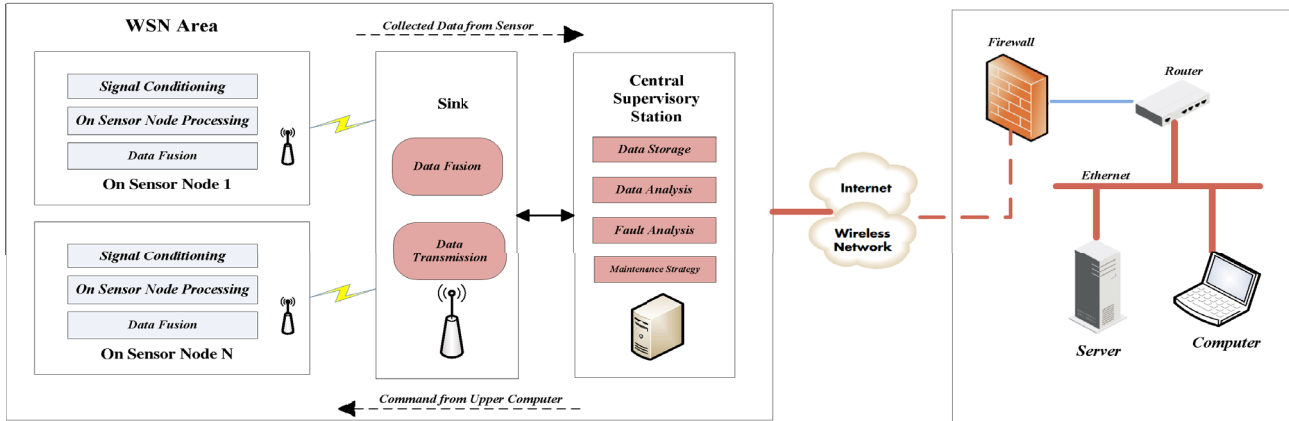 WSN Area
Collected Data from Sensor
Signal Conditioning
On Sensor Node Processing
Data Fusion
On Sensor Node 1
Signal Conditioning
On Sensor Node Processing
Data Fusion
On Sensor Node N
Sink
Data Fusion
Data
Transmission
Central
Supervisory
Station
Data Storage
Data Analysis
Fault Analysis
Maintenance Strategy
Command from Upper Computer
Internet
Wireless
Network
Firewall
Router
Ethernet
Server
Computer